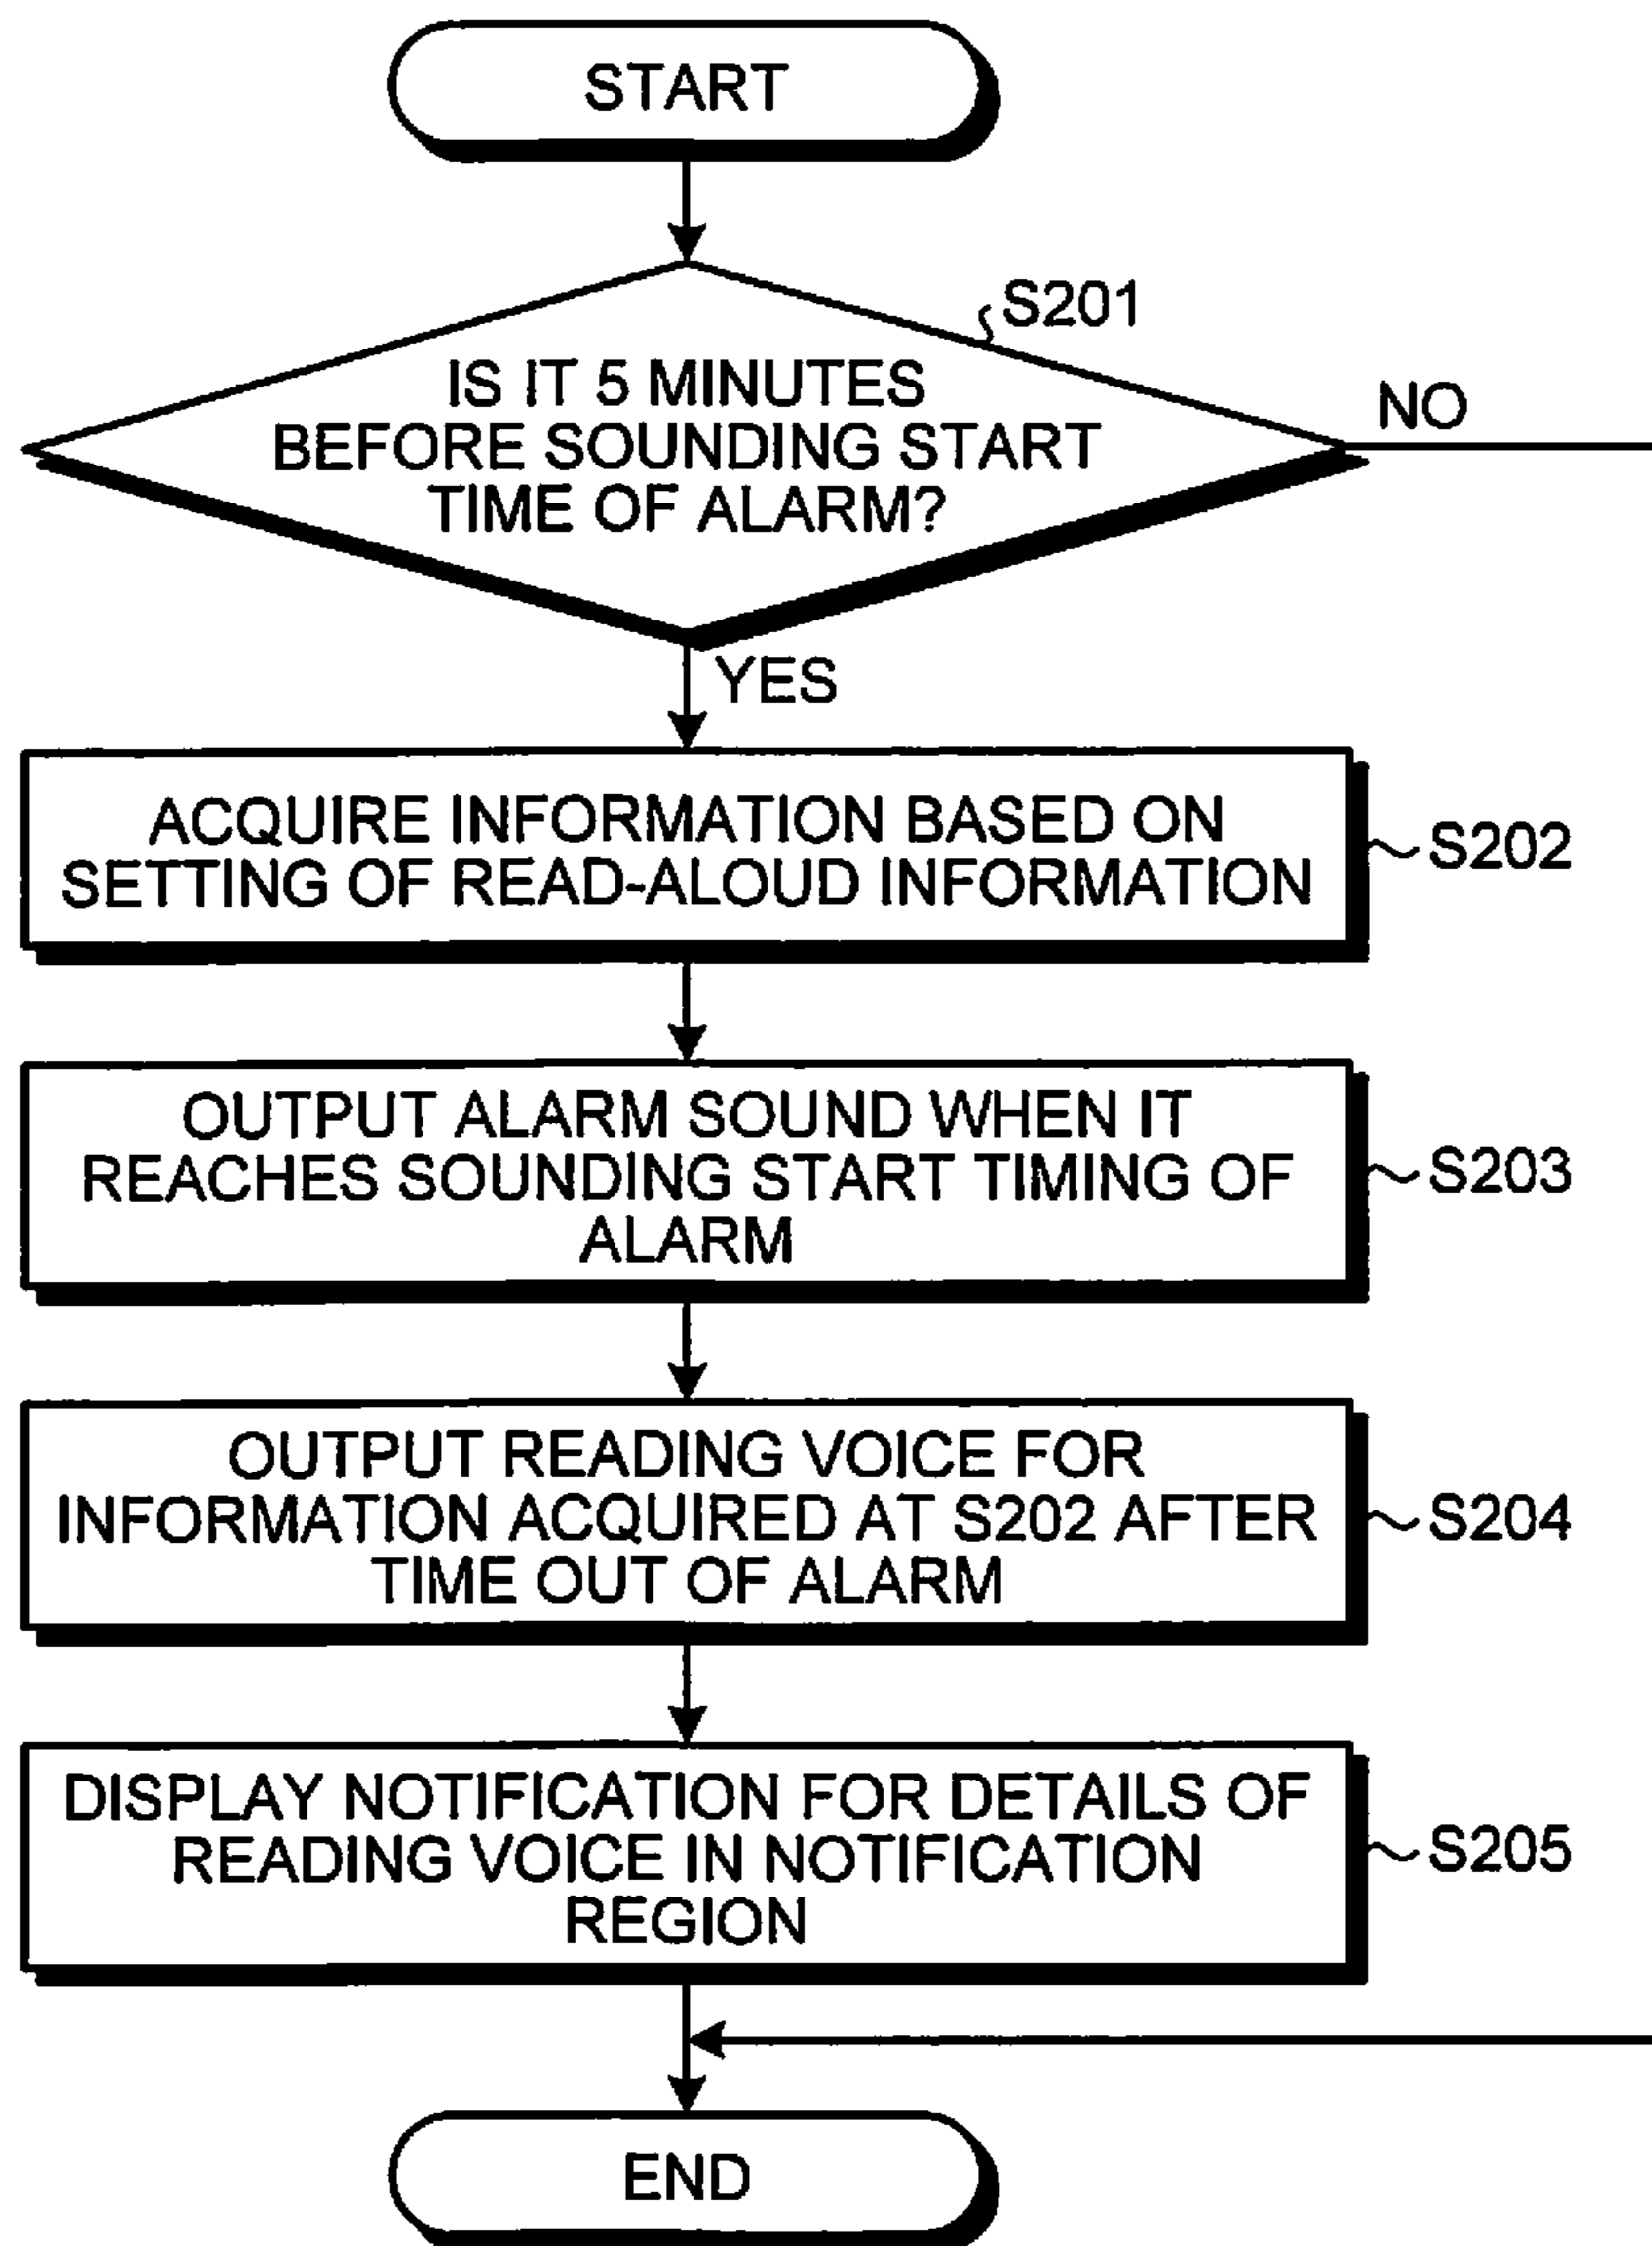 START
S201
IS IT 5 MINUTES
BEFORE SOUNDING START
TIME OF ALARM?
NO
YES
ACQUIRE INFORMATION BASED ON
SETTING OF READ-ALOUD INFORMATION
S202
OUTPUT ALARM SOUND WHEN IT
REACHES SOUNDING START TIMING OF
ALARM
S203
OUTPUT READING VOICE FOR
INFORMATION ACQUIRED AT S202 AFTER
TIME OUT OF ALARM
S204
DISPLAY NOTIFICATION FOR DETAILS OF
READING VOICE IN NOTIFICATION
REGION
S205
END